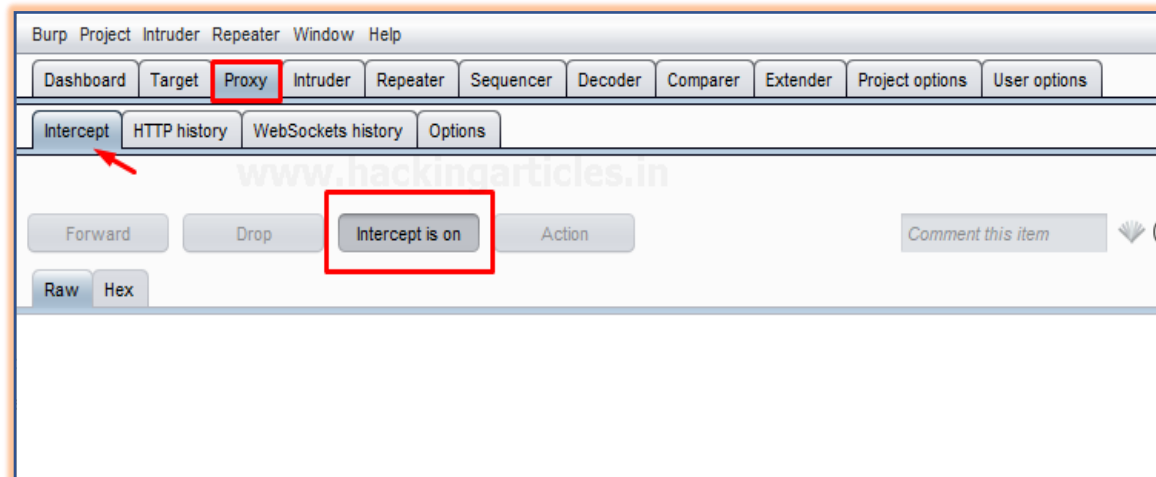 Burp Project Intruder Repeater Window Help
Dashboard Target Proxy Intruder Repeater Sequencer Decoder Comparer Extender Project options User options
Intercept HTTP history WebSockets history Options
www.hackingarticles.in
Forward Drop Intercept is on Action Comment this item
Raw Hex